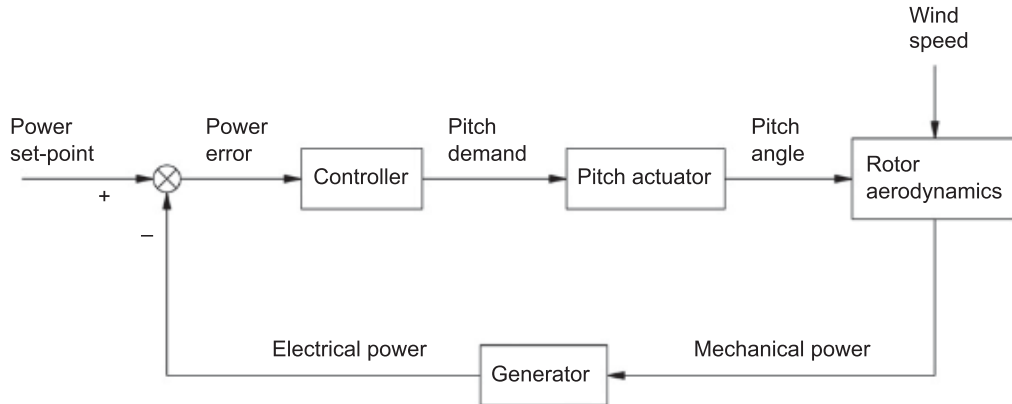 Wind
speed
Power
set-point
Power
error
Pitch
demand
Pitch
angle
Controller
Pitch actuator
Rotor
aerodynamics
+
–
Electrical power
Generator
Mechanical power